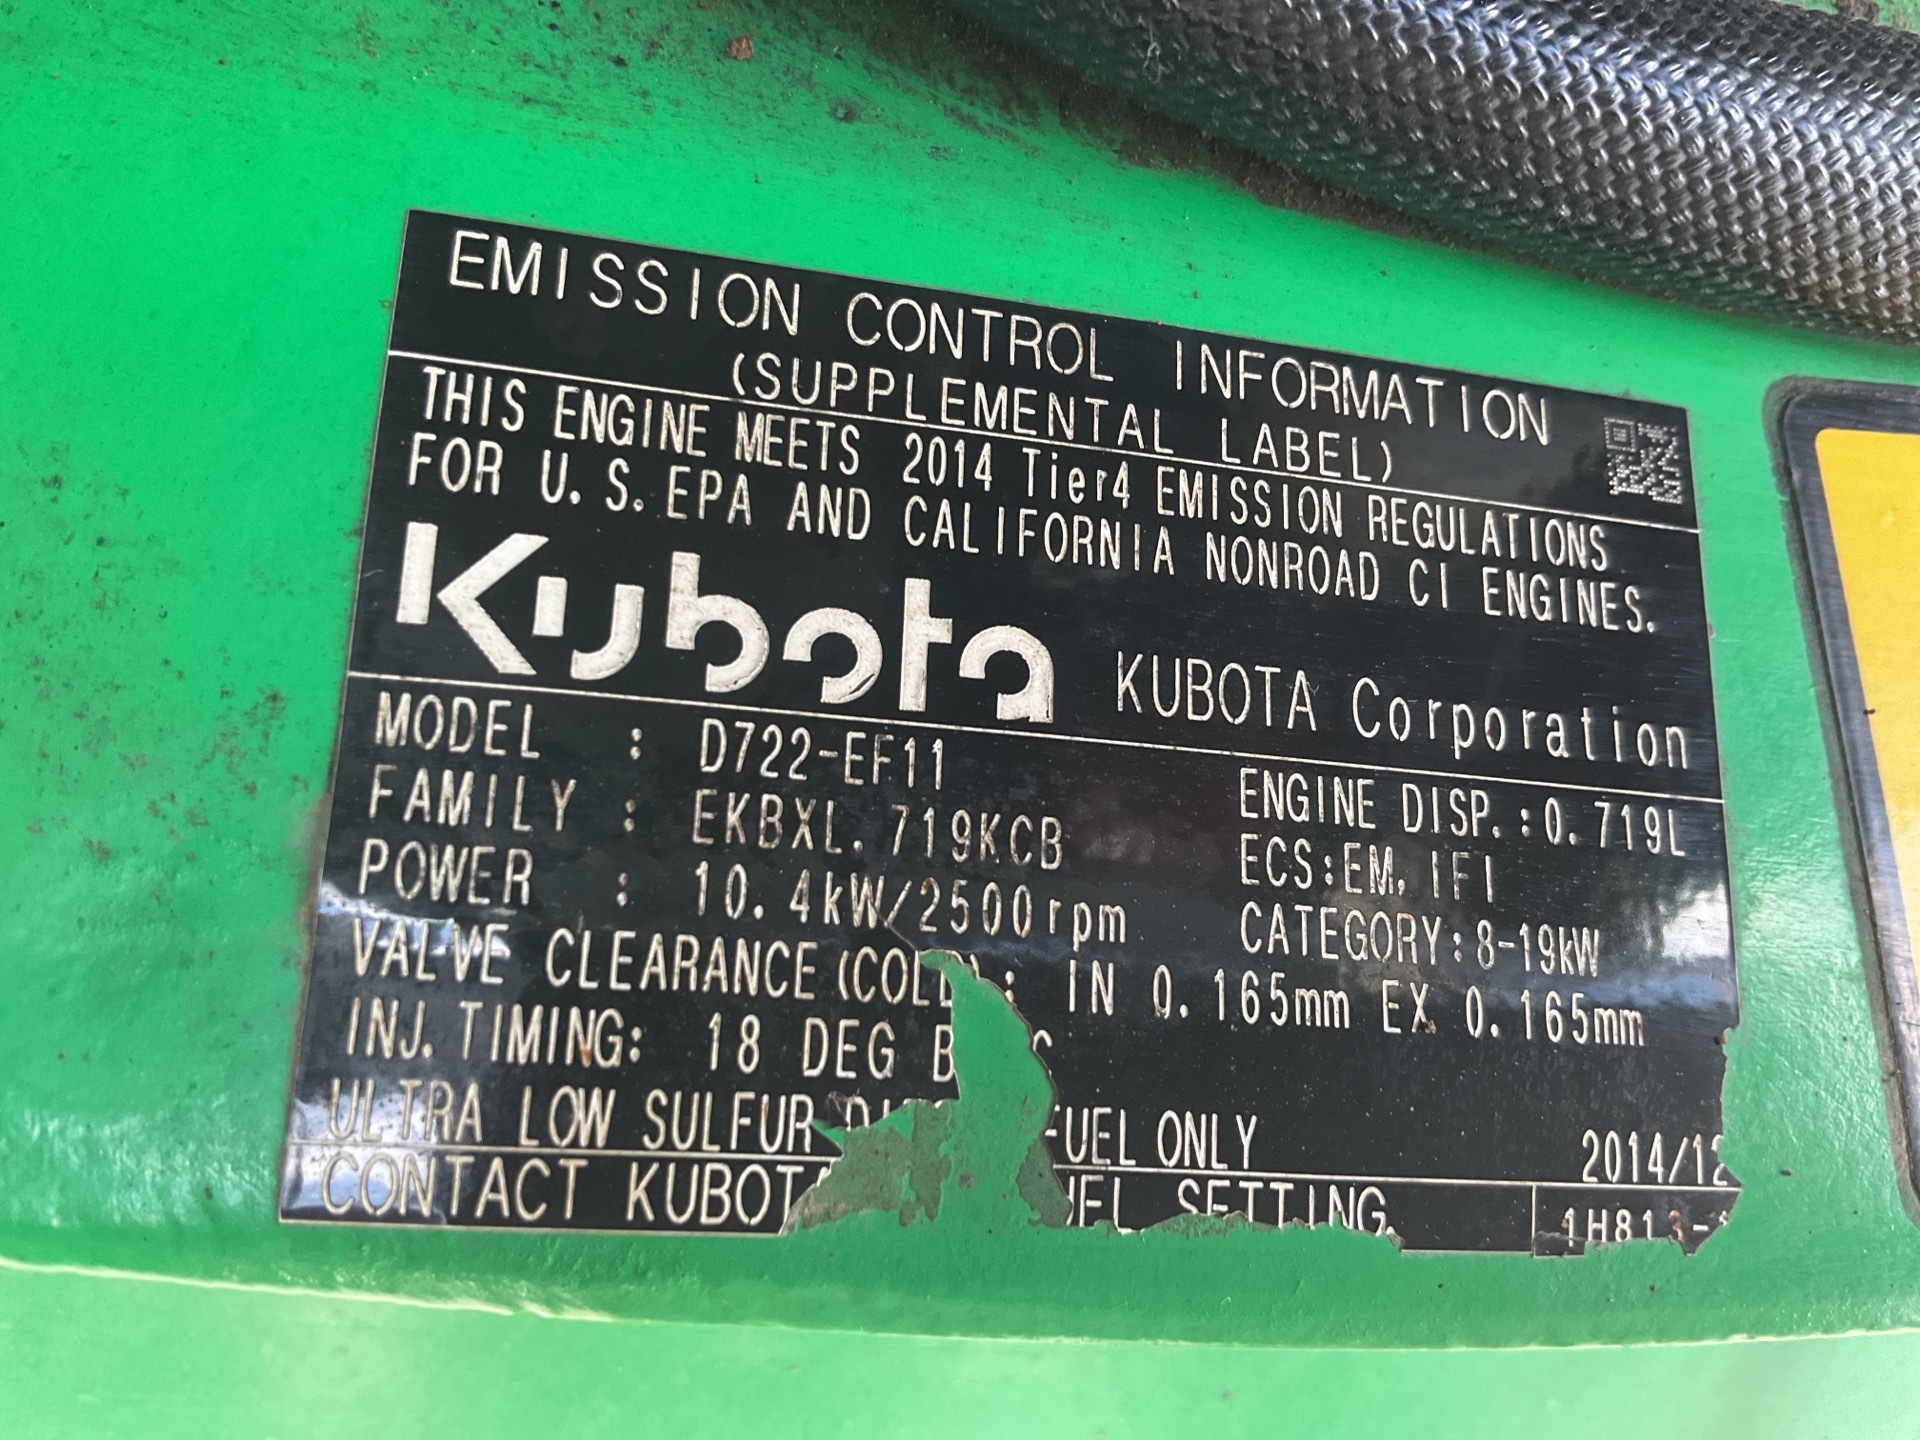 EMISSION CONTROL INFORMATION
(SUPPLEMENTAL LABEL)
THIS ENGINE MEETS 2014 Tier4 EMISSION REGULATIONS
FOR U.S. EPA AND CALIFORNIA NONROAD CI ENGINES.
Kubota KUBOTA Corporation
MODEL : D722-EF11 ENGINE DISP.:0.719L
FAMILY : EKBXL.719KCB ECS:EM, IFI
POWER : 10.4kW/2500rpm CATEGORY:8-19kW
VALVE CLEARANCE (COLD): IN 0.165mm EX 0.165mm
INJ. TIMING: 18 DEG
ULTRA LOW SULFUR FUEL ONLY 2014/12
CONTACT KUBOTA SETTING.